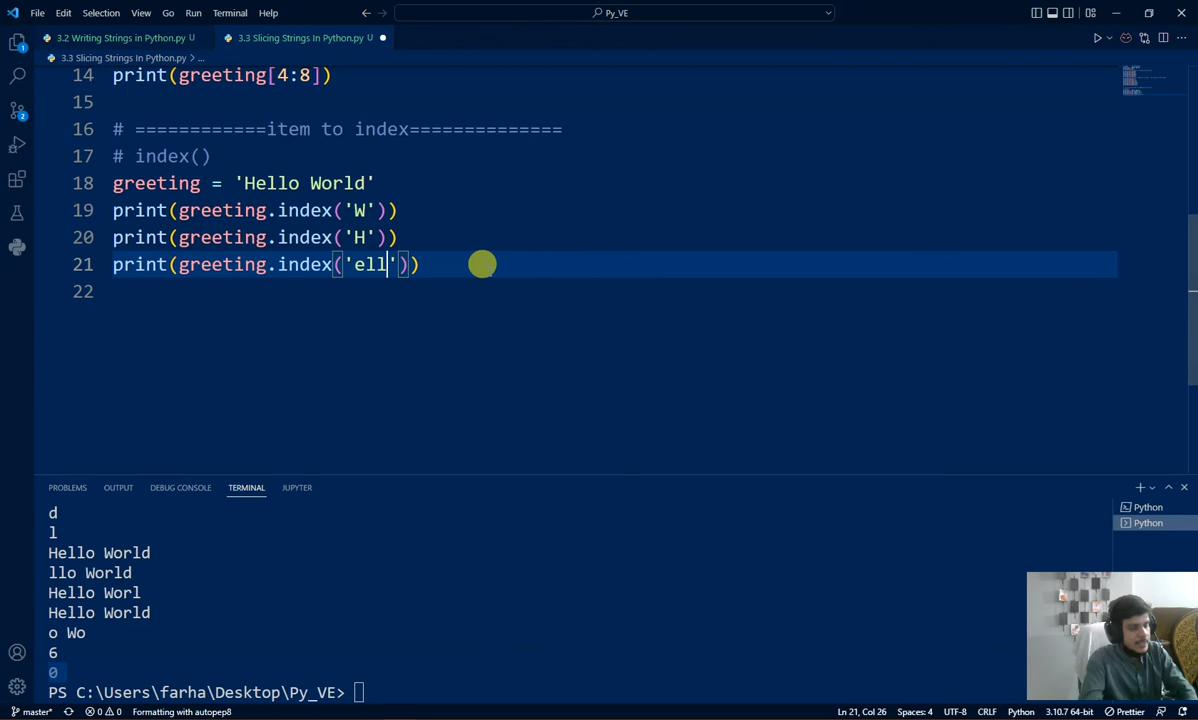 File Edit Selection View Go Run Terminal Help
Py_VE
3.2 Writing Strings in Python.py U
3.3 Slicing Strings In Python.py U
3.3 Slicing Strings In Python.py > ...
14 print(greeting[4:8])
15
16 # ============item to index==============
17 # index()
18 greeting = 'Hello World'
19 print(greeting.index('W'))
20 print(greeting.index('H'))
21 print(greeting.index('ell'))
22
PROBLEMS OUTPUT DEBUG CONSOLE TERMINAL JUPYTER
Python
Python
d
l
Hello World
llo World
Hello Worl
Hello World
o Wo
6
0
PS C:\Users\farha\Desktop\Py_VE>
master* 0 0 Formatting with autopep8 Ln 21, Col 26 Spaces: 4 UTF-8 CRLF Python 3.10.7 64-bit Prettier